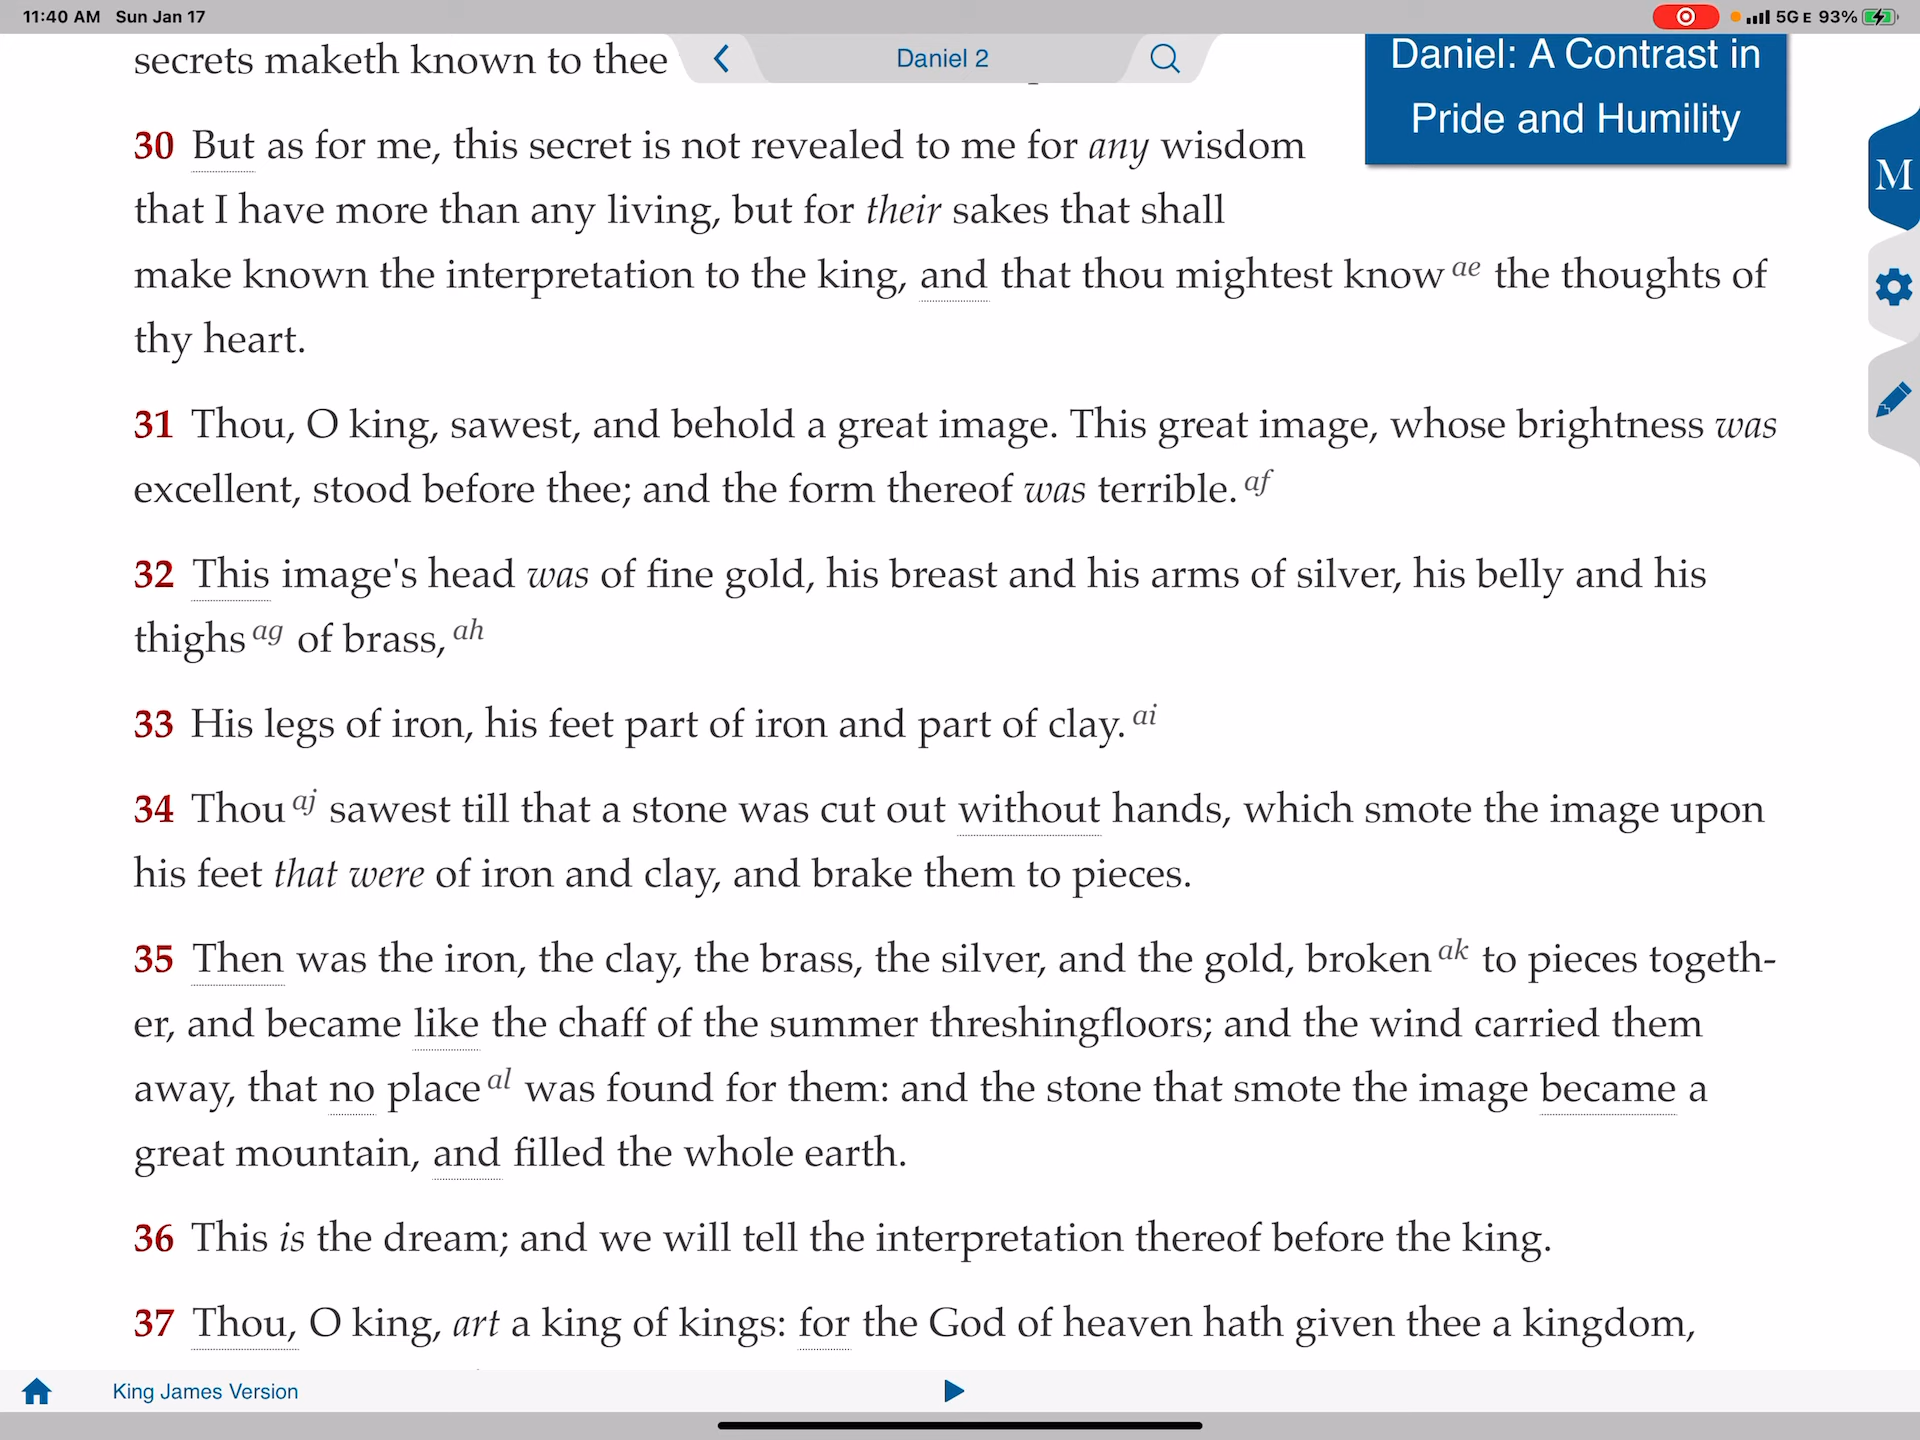 11:40 AM Sun Jan 17
5GE 93%
secrets maketh known to thee
Daniel 2
Daniel: A Contrast in
Pride and Humility
M
30 But as for me, this secret is not revealed to me for any wisdom
that I have more than any living, but for their sakes that shall
make known the interpretation to the king, and that thou mightest know ae the thoughts of
thy heart.
31 Thou, O king, sawest, and behold a great image. This great image, whose brightness was
excellent, stood before thee; and the form thereof was terrible. af
32 This image's head was of fine gold, his breast and his arms of silver, his belly and his
thighs ag of brass, ah
33 His legs of iron, his feet part of iron and part of clay. ai
34 Thou aj sawest till that a stone was cut out without hands, which smote the image upon
his feet that were of iron and clay, and brake them to pieces.
35 Then was the iron, the clay, the brass, the silver, and the gold, broken ak to pieces togeth-
er, and became like the chaff of the summer threshingfloors; and the wind carried them
away, that no place al was found for them: and the stone that smote the image became a
great mountain, and filled the whole earth.
36 This is the dream; and we will tell the interpretation thereof before the king.
37 Thou, O king, art a king of kings: for the God of heaven hath given thee a kingdom,
King James Version